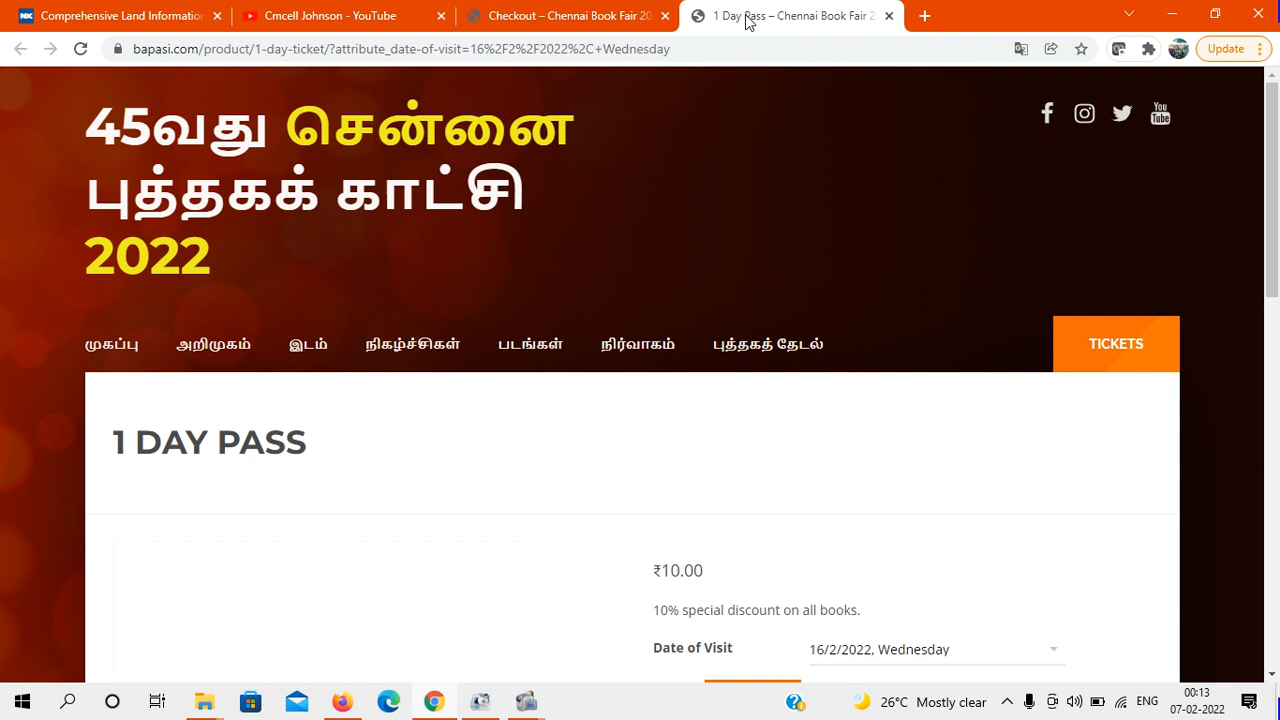 Comprehensive Land Information
Cmcell Johnson - YouTube
Checkout – Chennai Book Fair 20
1 Day Pass – Chennai Book Fair 2
bapasi.com/product/1-day-ticket/?attribute_date-of-visit=16%2F2%2F2022%2C+Wednesday
Update
45வது சென்னை
புத்தகக் காட்சி
2022
You
Tube
முகப்பு அறிமுகம் இடம் நிகழ்ச்சிகள் படங்கள் நிர்வாகம் புத்தகத் தேடல்
TICKETS
1 DAY PASS
₹10.00
10% special discount on all books.
Date of Visit 16/2/2022, Wednesday
26°C Mostly clear
ENG
00:13
07-02-2022